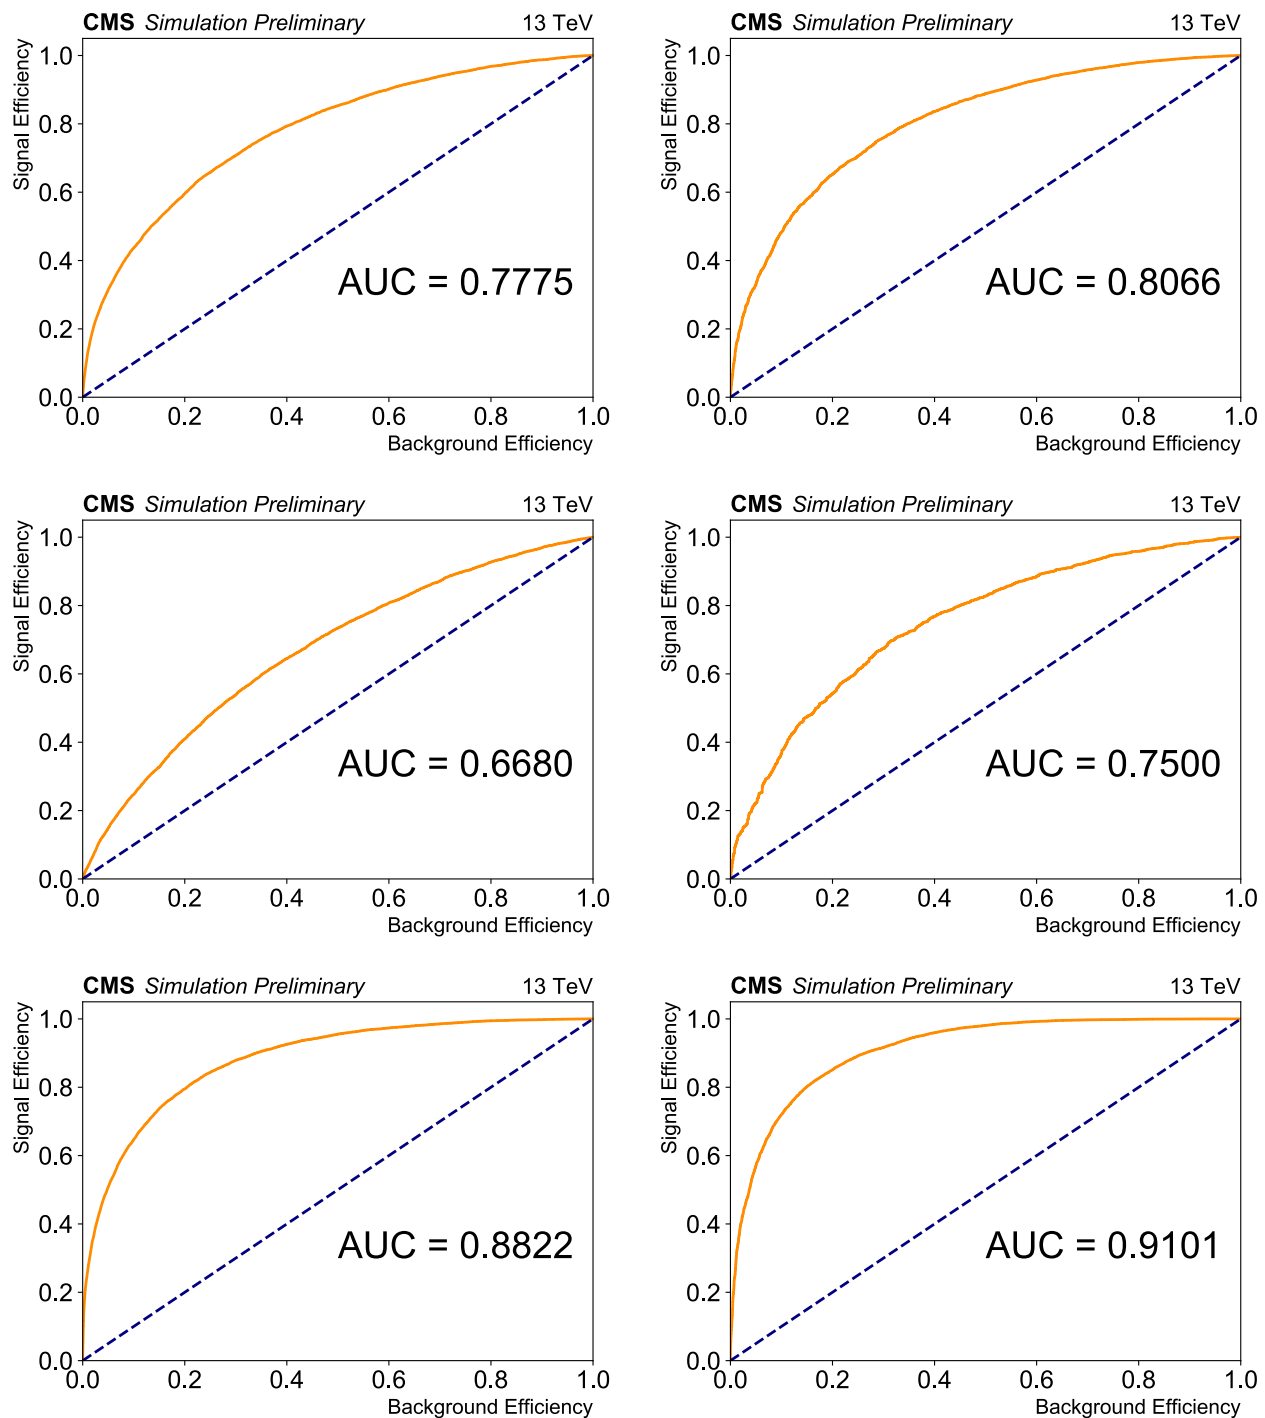 CMS Simulation Preliminary 13 TeV
Signal Efficiency
1.0
0.8
0.6
0.4
0.2
0.0
AUC = 0.7775
0.0 0.2 0.4 0.6 0.8 1.0
Background Efficiency
CMS Simulation Preliminary 13 TeV
Signal Efficiency
1.0
0.8
0.6
0.4
0.2
0.0
AUC = 0.8066
0.0 0.2 0.4 0.6 0.8 1.0
Background Efficiency
CMS Simulation Preliminary 13 TeV
Signal Efficiency
1.0
0.8
0.6
0.4
0.2
0.0
AUC = 0.6680
0.0 0.2 0.4 0.6 0.8 1.0
Background Efficiency
CMS Simulation Preliminary 13 TeV
Signal Efficiency
1.0
0.8
0.6
0.4
0.2
0.0
AUC = 0.7500
0.0 0.2 0.4 0.6 0.8 1.0
Background Efficiency
CMS Simulation Preliminary 13 TeV
Signal Efficiency
1.0
0.8
0.6
0.4
0.2
0.0
AUC = 0.8822
0.0 0.2 0.4 0.6 0.8 1.0
Background Efficiency
CMS Simulation Preliminary 13 TeV
Signal Efficiency
1.0
0.8
0.6
0.4
0.2
0.0
AUC = 0.9101
0.0 0.2 0.4 0.6 0.8 1.0
Background Efficiency